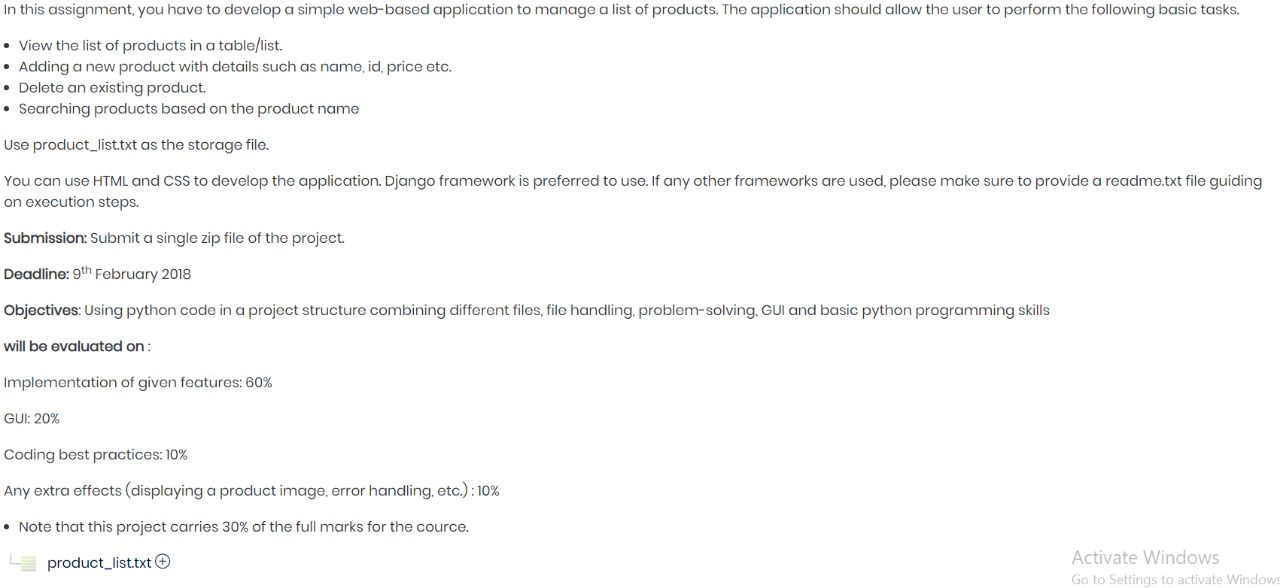 In this assignment, you have to develop a simple web-based application to manage a list of products. The application should allow the user to perform the following basic tasks.
• View the list of products in a table/list.
• Adding a new product with details such as name, id, price etc.
• Delete an existing product.
• Searching products based on the product name
Use product_list.txt as the storage file.
You can use HTML and CSS to develop the application. Django framework is preferred to use. If any other frameworks are used, please make sure to provide a readme.txt file guiding
on execution steps.
Submission: Submit a single zip file of the project.
Deadline: 9th February 2018
Objectives: Using python code in a project structure combining different files, file handling, problem-solving, GUI and basic python programming skills
will be evaluated on :
Implementation of given features: 60%
GUI: 20%
Coding best practices: 10%
Any extra effects (displaying a product image, error handling, etc.) : 10%
• Note that this project carries 30% of the full marks for the cource.
product_list.txt
Activate Windows
Go to Settings to activate Windows